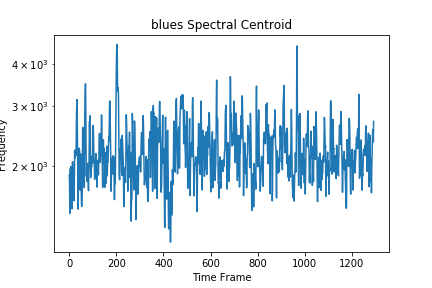 blues Spectral Centroid
4 × 10³
3 × 10³
2 × 10³
Frequency
0 200 400 600 800 1000 1200
Time Frame